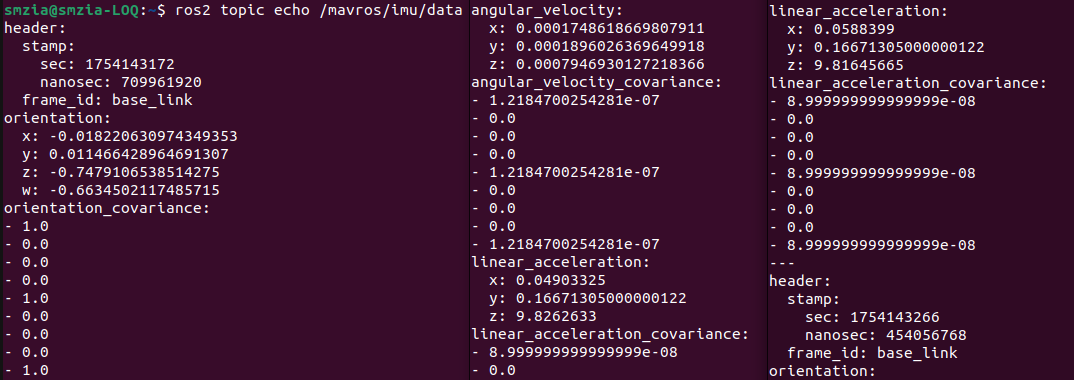 smzia@smzia-LOQ:~$ ros2 topic echo /mavros/imu/data
header:
  stamp:
    sec: 1754143172
    nanosec: 709961920
  frame_id: base_link
orientation:
  x: -0.018220630974349353
  y: 0.011466428964691307
  z: -0.7479106538514275
  w: -0.6634502117485715
orientation_covariance:
- 1.0
- 0.0
- 0.0
- 0.0
- 1.0
- 0.0
- 0.0
- 0.0
- 1.0
angular_velocity:
  x: 0.0001748618669807911
  y: 0.0001896026369649918
  z: 0.0007946930127218366
angular_velocity_covariance:
- 1.2184700254281e-07
- 0.0
- 0.0
- 0.0
- 1.2184700254281e-07
- 0.0
- 0.0
- 0.0
- 1.2184700254281e-07
linear_acceleration:
  x: 0.04903325
  y: 0.16671305000000122
  z: 9.8262633
linear_acceleration_covariance:
- 8.999999999999999e-08
- 0.0
linear_acceleration:
  x: 0.0588399
  y: 0.16671305000000122
  z: 9.81645665
linear_acceleration_covariance:
- 8.999999999999999e-08
- 0.0
- 0.0
- 0.0
- 8.999999999999999e-08
- 0.0
- 0.0
- 0.0
- 8.999999999999999e-08
---
header:
  stamp:
    sec: 1754143266
    nanosec: 454056768
  frame_id: base_link
orientation: